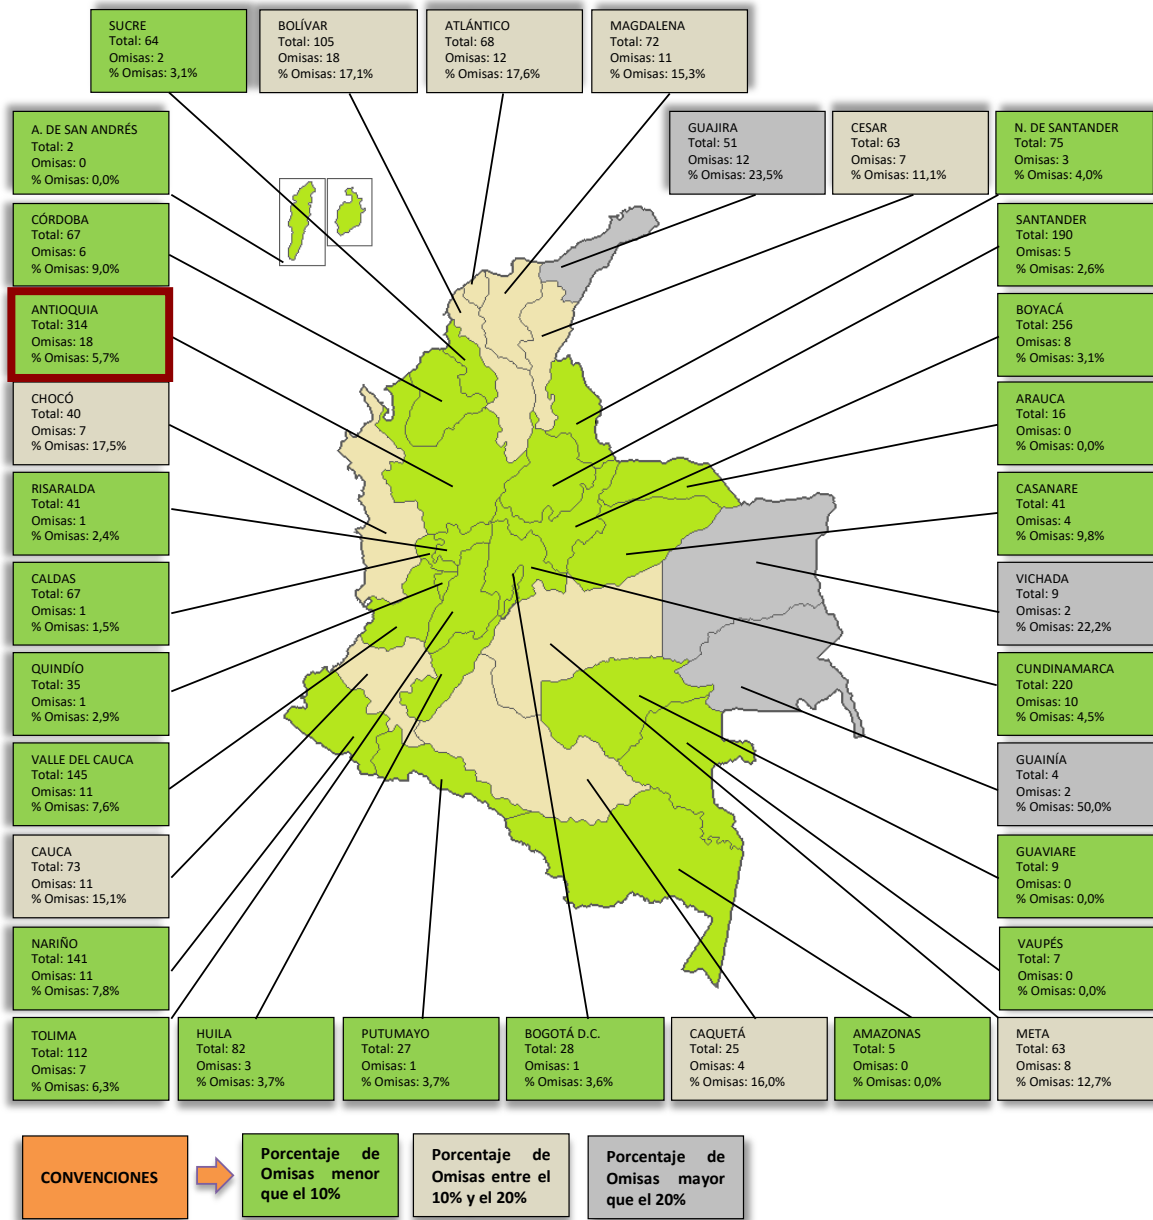 SUCRE
Total: 64
Omisas: 2
% Omisas: 3,1%
BOLÍVAR
Total: 105
Omisas: 18
% Omisas: 17,1%
ATLÁNTICO
Total: 68
Omisas: 12
% Omisas: 17,6%
MAGDALENA
Total: 72
Omisas: 11
% Omisas: 15,3%
A. DE SAN ANDRÉS
Total: 2
Omisas: 0
% Omisas: 0,0%
GUAJIRA
Total: 51
Omisas: 12
% Omisas: 23,5%
CESAR
Total: 63
Omisas: 7
% Omisas: 11,1%
N. DE SANTANDER
Total: 75
Omisas: 3
% Omisas: 4,0%
CÓRDOBA
Total: 67
Omisas: 6
% Omisas: 9,0%
SANTANDER
Total: 190
Omisas: 5
% Omisas: 2,6%
ANTIOQUIA
Total: 314
Omisas: 18
% Omisas: 5,7%
BOYACÁ
Total: 256
Omisas: 8
% Omisas: 3,1%
CHOCÓ
Total: 40
Omisas: 7
% Omisas: 17,5%
ARAUCA
Total: 16
Omisas: 0
% Omisas: 0,0%
RISARALDA
Total: 41
Omisas: 1
% Omisas: 2,4%
CASANARE
Total: 41
Omisas: 4
% Omisas: 9,8%
CALDAS
Total: 67
Omisas: 1
% Omisas: 1,5%
VICHADA
Total: 9
Omisas: 2
% Omisas: 22,2%
QUINDÍO
Total: 35
Omisas: 1
% Omisas: 2,9%
CUNDINAMARCA
Total: 220
Omisas: 10
% Omisas: 4,5%
VALLE DEL CAUCA
Total: 145
Omisas: 11
% Omisas: 7,6%
GUAINÍA
Total: 4
Omisas: 2
% Omisas: 50,0%
CAUCA
Total: 73
Omisas: 11
% Omisas: 15,1%
GUAVIARE
Total: 9
Omisas: 0
% Omisas: 0,0%
NARIÑO
Total: 141
Omisas: 11
% Omisas: 7,8%
VAUPÉS
Total: 7
Omisas: 0
% Omisas: 0,0%
TOLIMA
Total: 112
Omisas: 7
% Omisas: 6,3%
HUILA
Total: 82
Omisas: 3
% Omisas: 3,7%
PUTUMAYO
Total: 27
Omisas: 1
% Omisas: 3,7%
BOGOTÁ D.C.
Total: 28
Omisas: 1
% Omisas: 3,6%
CAQUETÁ
Total: 25
Omisas: 4
% Omisas: 16,0%
AMAZONAS
Total: 5
Omisas: 0
% Omisas: 0,0%
META
Total: 63
Omisas: 8
% Omisas: 12,7%
CONVENCIONES
Porcentaje de
Omisas menor
que el 10%
Porcentaje de
Omisas entre el
10% y el 20%
Porcentaje de
Omisas mayor
que el 20%